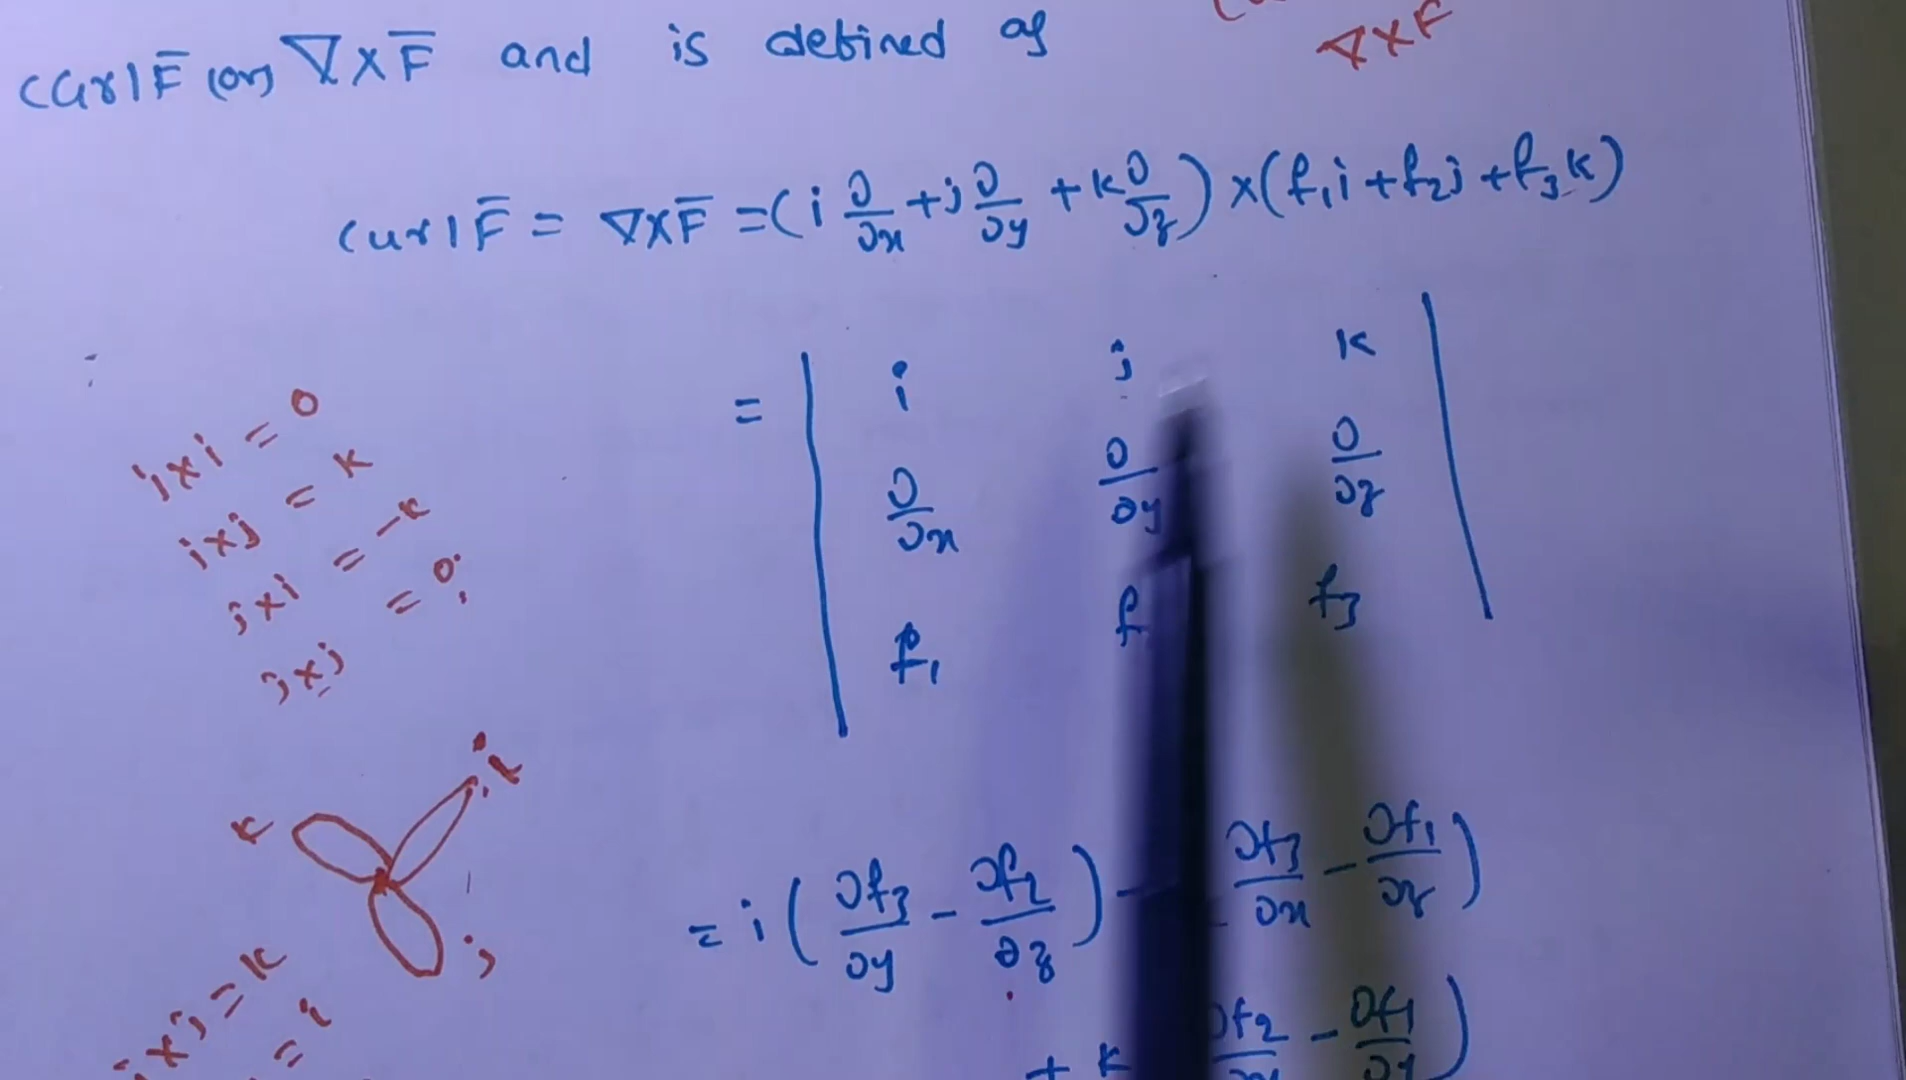 curl F̅ (or) ∇×F̅ and is defined as
∇×F
curl F̅ = ∇×F̅ = (i ∂/∂x + j ∂/∂y + k ∂/∂z) × (f₁i + f₂j + f₃k)
= | i j k |
| ∂/∂x ∂/∂y ∂/∂z |
| f₁ f f₃ |
= i (∂f₃/∂y - ∂f₂/∂z) - (∂f₃/∂x - ∂f₁/∂z)
+ k ∂f₂/∂x - ∂f₁/∂y)
i×i = 0
i×j = k
j×i = -k
j×j = 0;
i
k
j
i×j = k
= i